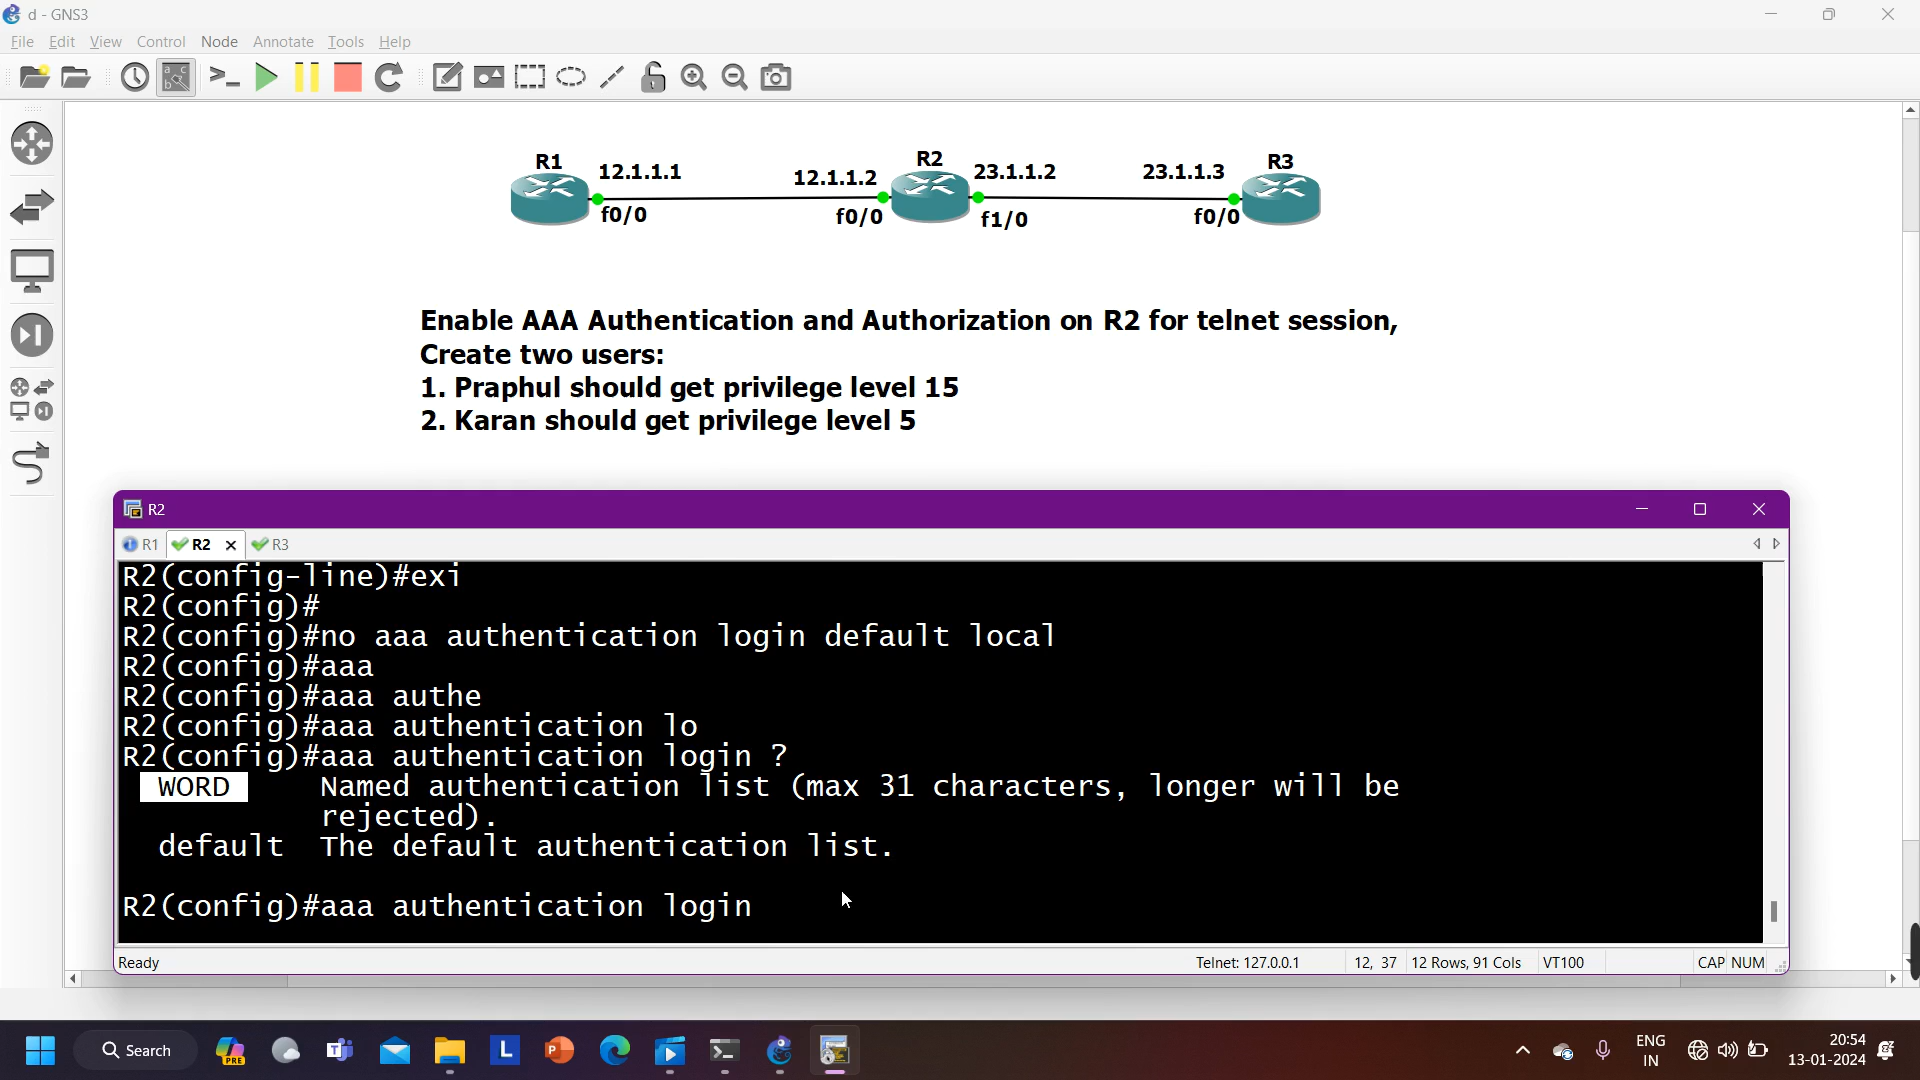 d - GNS3
File Edit View Control Node Annotate Tools Help
R1 12.1.1.1 12.1.1.2 R2 23.1.1.2 23.1.1.3 R3
f0/0 f0/0 f1/0 f0/0
Enable AAA Authentication and Authorization on R2 for telnet session,
Create two users:
1. Praphul should get privilege level 15
2. Karan should get privilege level 5
R2
R1 R2 R3
R2(config-line)#exi
R2(config)#
R2(config)#no aaa authentication login default local
R2(config)#aaa
R2(config)#aaa authe
R2(config)#aaa authentication lo
R2(config)#aaa authentication login ?
WORD Named authentication list (max 31 characters, longer will be
rejected).
default The default authentication list.
R2(config)#aaa authentication login
Ready Telnet: 127.0.0.1 12, 37 12 Rows, 91 Cols VT100 CAP NUM
Search PRE L ENG 20:54
IN 13-01-2024